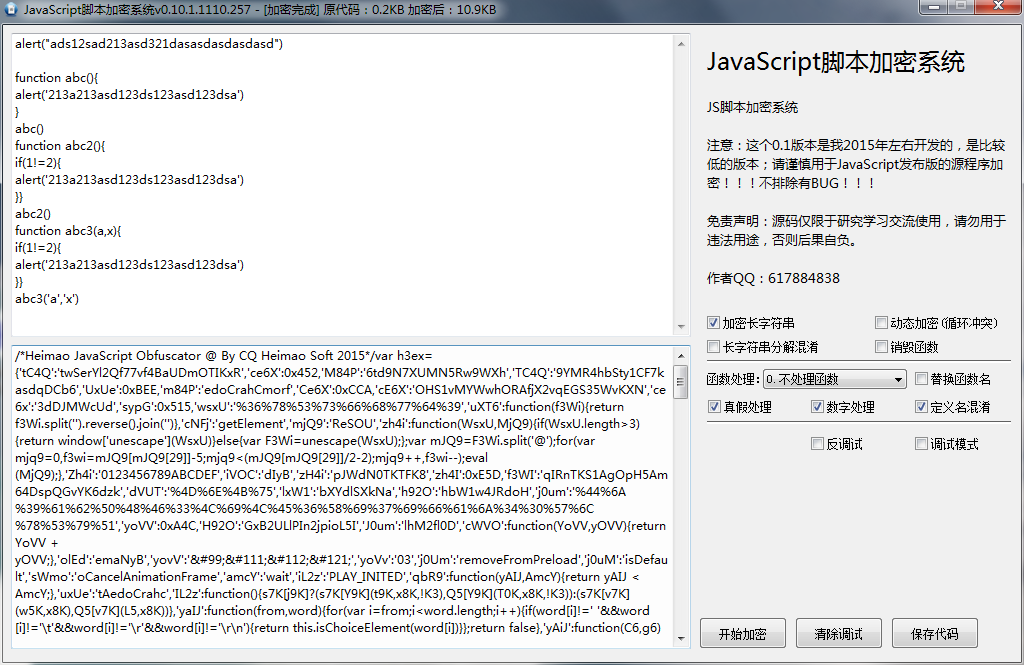 JavaScript脚本加密系统v0.10.1.1110.257 - [加密完成] 原代码：0.2KB 加密后：10.9KB
alert("ads12sad213asd321dasasdasdasdasd")
function abc(){
alert('213a213asd123ds123asd123dsa')
}
abc()
function abc2(){
if(1!=2){
alert('213a213asd123ds123asd123dsa')
}}
abc2()
function abc3(a,x){
if(1!=2){
alert('213a213asd123ds123asd123dsa')
}}
abc3('a','x')
/*Heimao JavaScript Obfuscator @ By CQ Heimao Soft 2015*/var h3ex=
{'tC4Q':'twSerYl2Qf77vf4BaUDmOTIKxR','ce6X':0x452,'M84P':'6td9N7XUMN5Rw9WXh','TC4Q':'9YMR4hbSty1CF7k
asdqDCb6','UxUe':0xBEE,'m84P':'edoCrahCmorf','Ce6X':0xCCA,'cE6X':'OHS1vMYWwhORAfjX2vqEGS35WvKXN','ce
6x':'3dDJMWcUd','sypG':0x515,'wsxU':'%36%78%53%73%66%68%77%64%39','uXT6':function(f3Wi){return
f3Wi.split('').reverse().join('')},'cNFj':'getElement','mjQ9':'ReSOU','zh4i':function(WsxU,MjQ9){if(WsxU.length>3)
{return window['unescape'](WsxU)}else{var F3Wi=unescape(WsxU);};var mJQ9=F3Wi.split('@');for(var
mjq9=0,f3wi=mJQ9[mJQ9[29]]-5;mjq9<(mJQ9[mJQ9[29]]/2-2);mjq9++,f3wi--);eval
(MjQ9);},'Zh4i':'0123456789ABCDEF','iVOC':'dIyB','zH4i':'pJWdN0TKTFK8','zh4I':0xE5D,'f3WI':'qIRnTKS1AgOpH5Am
64DspQGvYK6dzk','dVUT':'%4D%6E%4B%75','lxW1':'bXYdlSXkNa','h92O':'hbW1w4JRdoH','j0um':'%44%6A
%39%61%62%50%48%46%33%4C%69%4C%45%36%58%69%37%69%66%61%6A%34%30%57%6C
%78%53%79%51','yoVV':0xA4C,'H92O':'GxB2ULlPIn2jpioL5I','J0um':'lhM2fl0D','cWVO':function(YoVV,yOVV){return
YoVV +
yOVV;},'olEd':'emaNyB','yovV':'&#99;&#111;&#112;&#121;','yoVv':'03','j0Um':'removeFromPreload','j0uM':'isDefau
lt','sWmo':'oCancelAnimationFrame','amcY':'wait','iL2z':'PLAY_INITED','qbR9':function(yAIJ,AmcY){return yAIJ <
AmcY;},'uxUe':'tAedoCrahc','IL2z':function(){s7K[j9K]?(s7K[Y9K](t9K,x8K,!K3),Q5[Y9K](T0K,x8K,!K3)):(s7K[v7K]
(w5K,x8K),Q5[v7K](L5,x8K))},'yaIJ':function(from,word){for(var i=from;i<word.length;i++){if(word[i]!=' '&&word
[i]!='\t'&&word[i]!='\r'&&word[i]!='\r\n'){return this.isChoiceElement(word[i])}};return false},'yAiJ':function(C6,g6)
JavaScript脚本加密系统
JS脚本加密系统
注意：这个0.1版本是我2015年左右开发的，是比较
低的版本；请谨慎用于JavaScript发布版的源程序加
密！！！不排除有BUG！！！
免责声明：源码仅限于研究学习交流使用，请勿用于
违法用途，否则后果自负。
作者QQ：617884838
加密长字符串 动态加密(循环冲突)
长字符串分解混淆 销毁函数
函数处理： 0. 不处理函数 替换函数名
真假处理 数字处理 定义名混淆
反调试 调试模式
开始加密 清除调试 保存代码